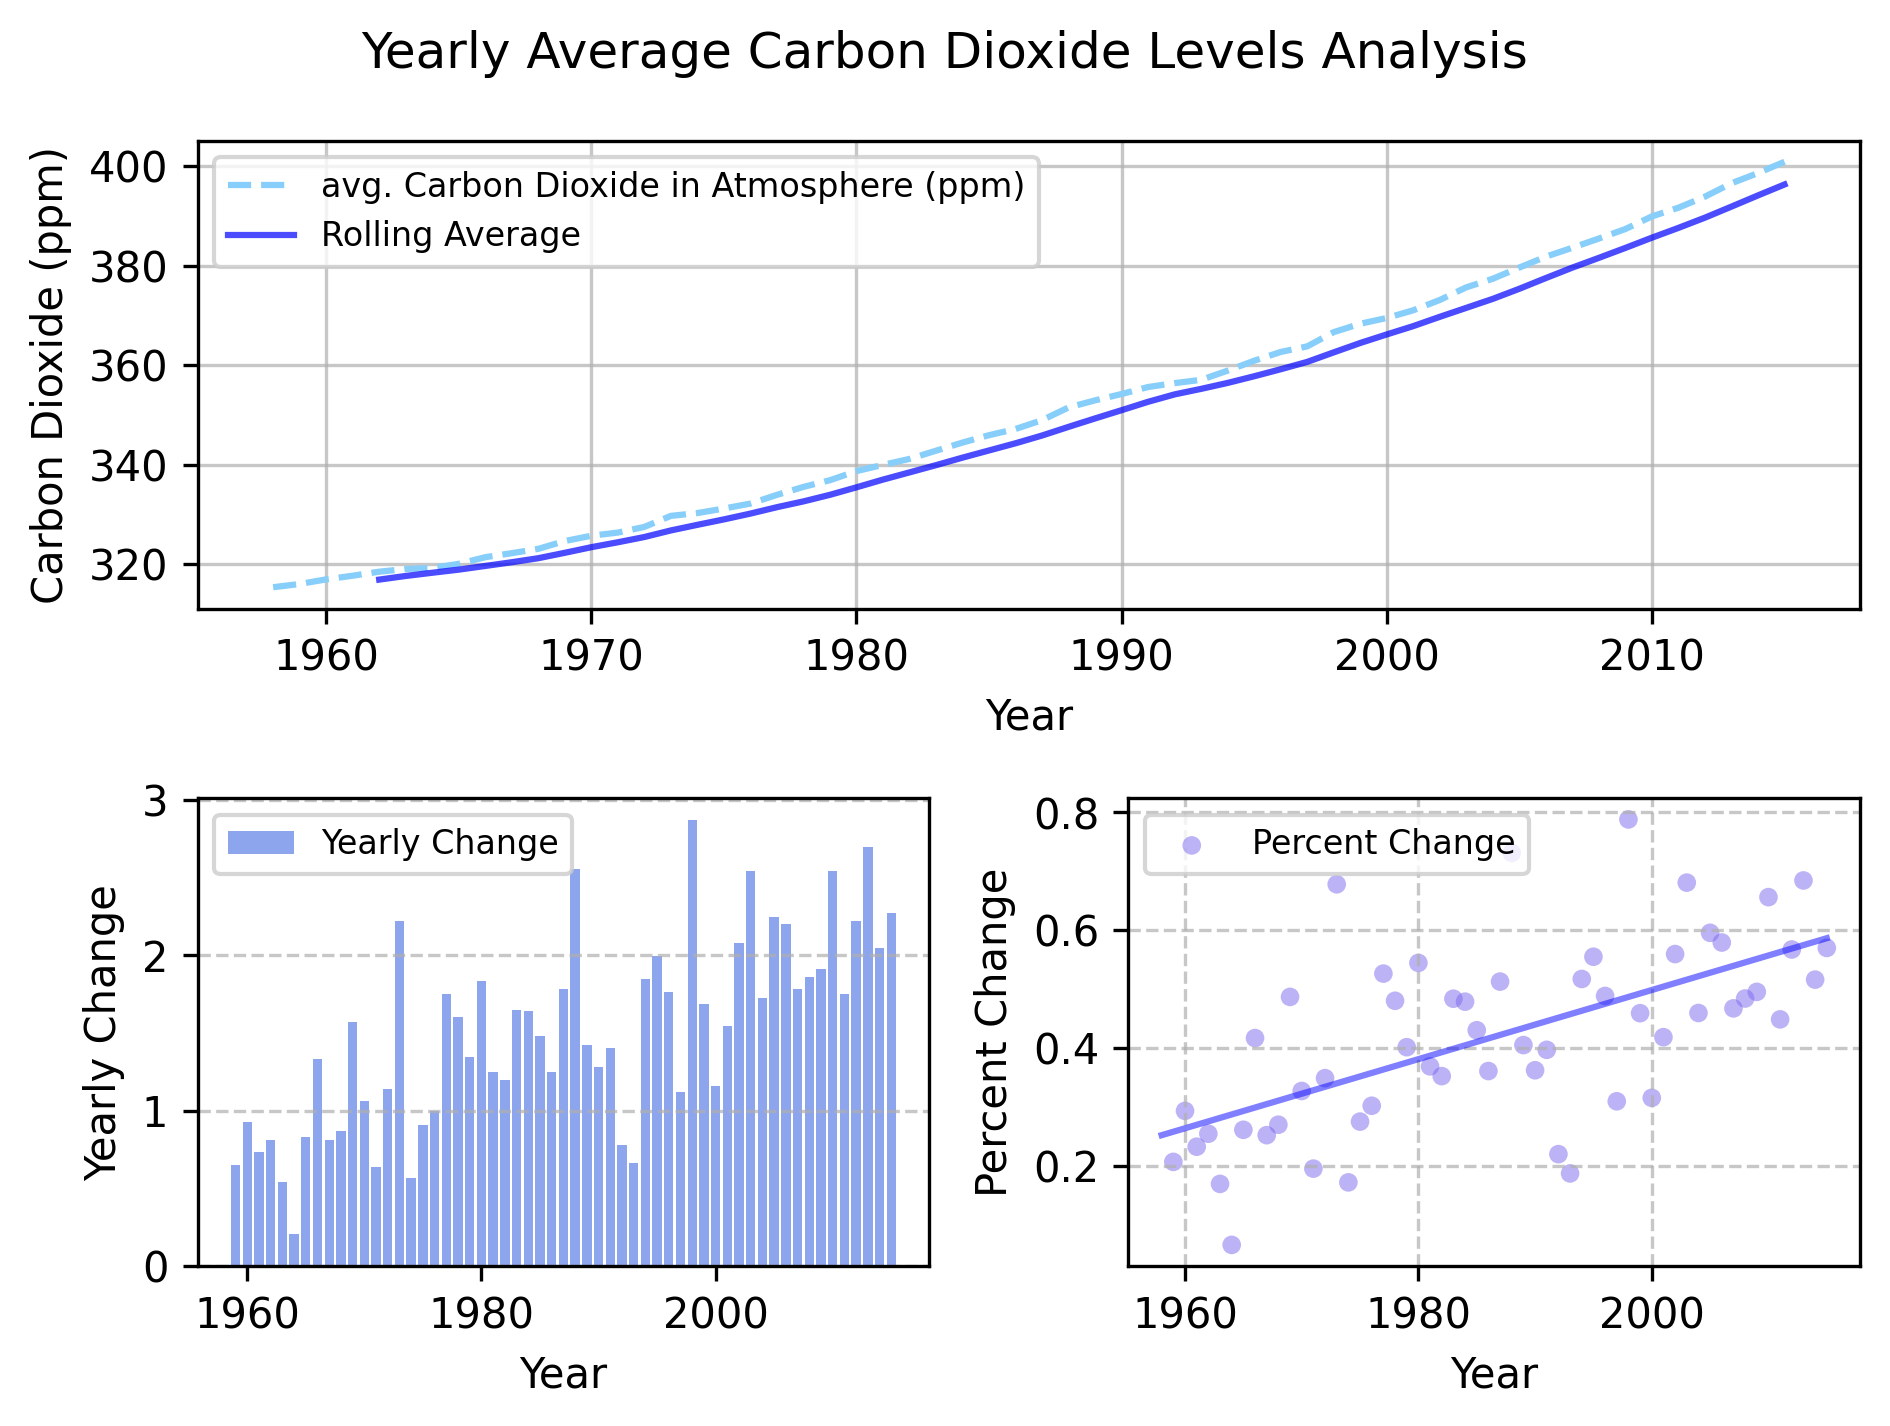 Yearly Average Carbon Dioxide Levels Analysis
Carbon Dioxide (ppm)
400
380
360
340
320
avg. Carbon Dioxide in Atmosphere (ppm)
Rolling Average
1960 1970 1980 1990 2000 2010
Year
Yearly Change
3
2
1
0
Yearly Change
1960 1980 2000
Year
Percent Change
0.8
0.6
0.4
0.2
Percent Change
1960 1980 2000
Year